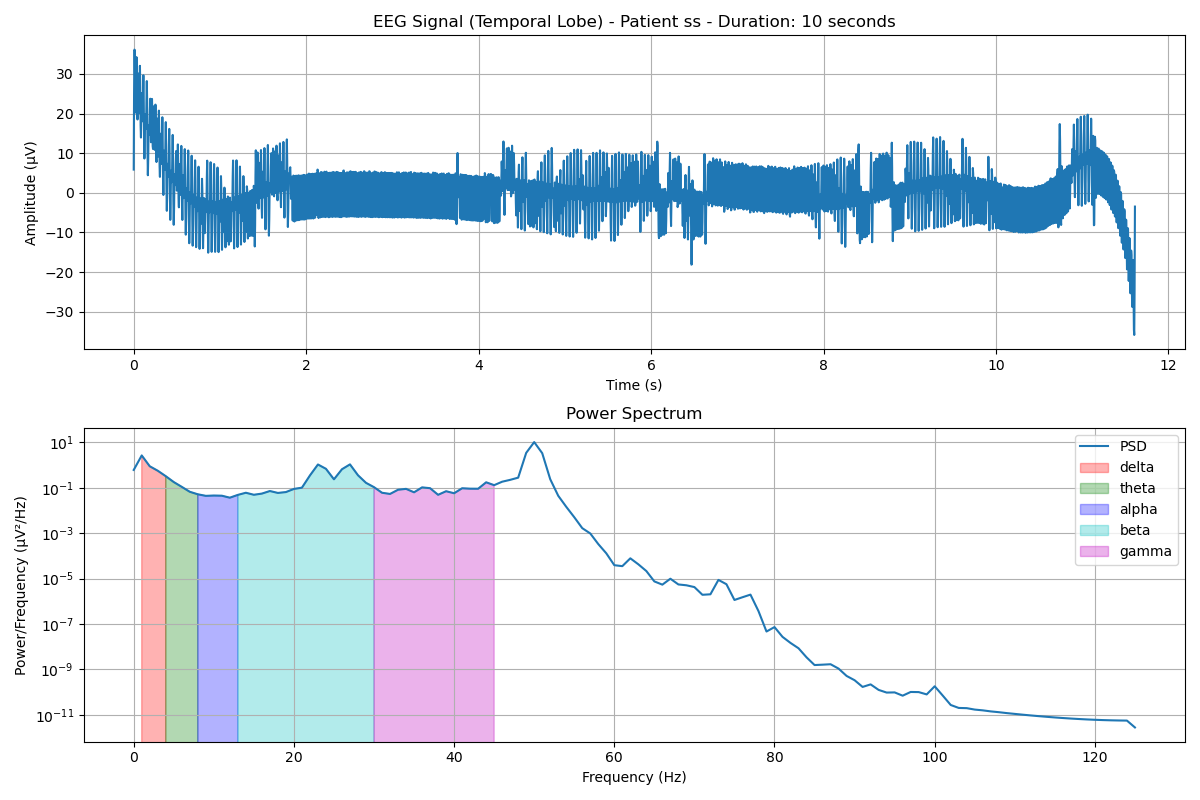 EEG Signal (Temporal Lobe) - Patient ss - Duration: 10 seconds
Amplitude (μV)
30
20
10
0
−10
−20
−30
0 2 4 6 8 10 12
Time (s)
Power Spectrum
Power/Frequency (μV²/Hz)
10¹
10⁻¹
10⁻³
10⁻⁵
10⁻⁷
10⁻⁹
10⁻¹¹
PSD
delta
theta
alpha
beta
gamma
0 20 40 60 80 100 120
Frequency (Hz)